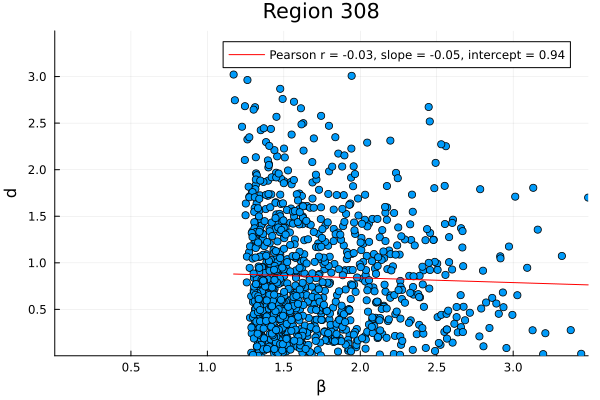 Region 308
Pearson r = -0.03, slope = -0.05, intercept = 0.94
3.0
2.5
2.0
1.5
1.0
0.5
d
0.5 1.0 1.5 2.0 2.5 3.0
β